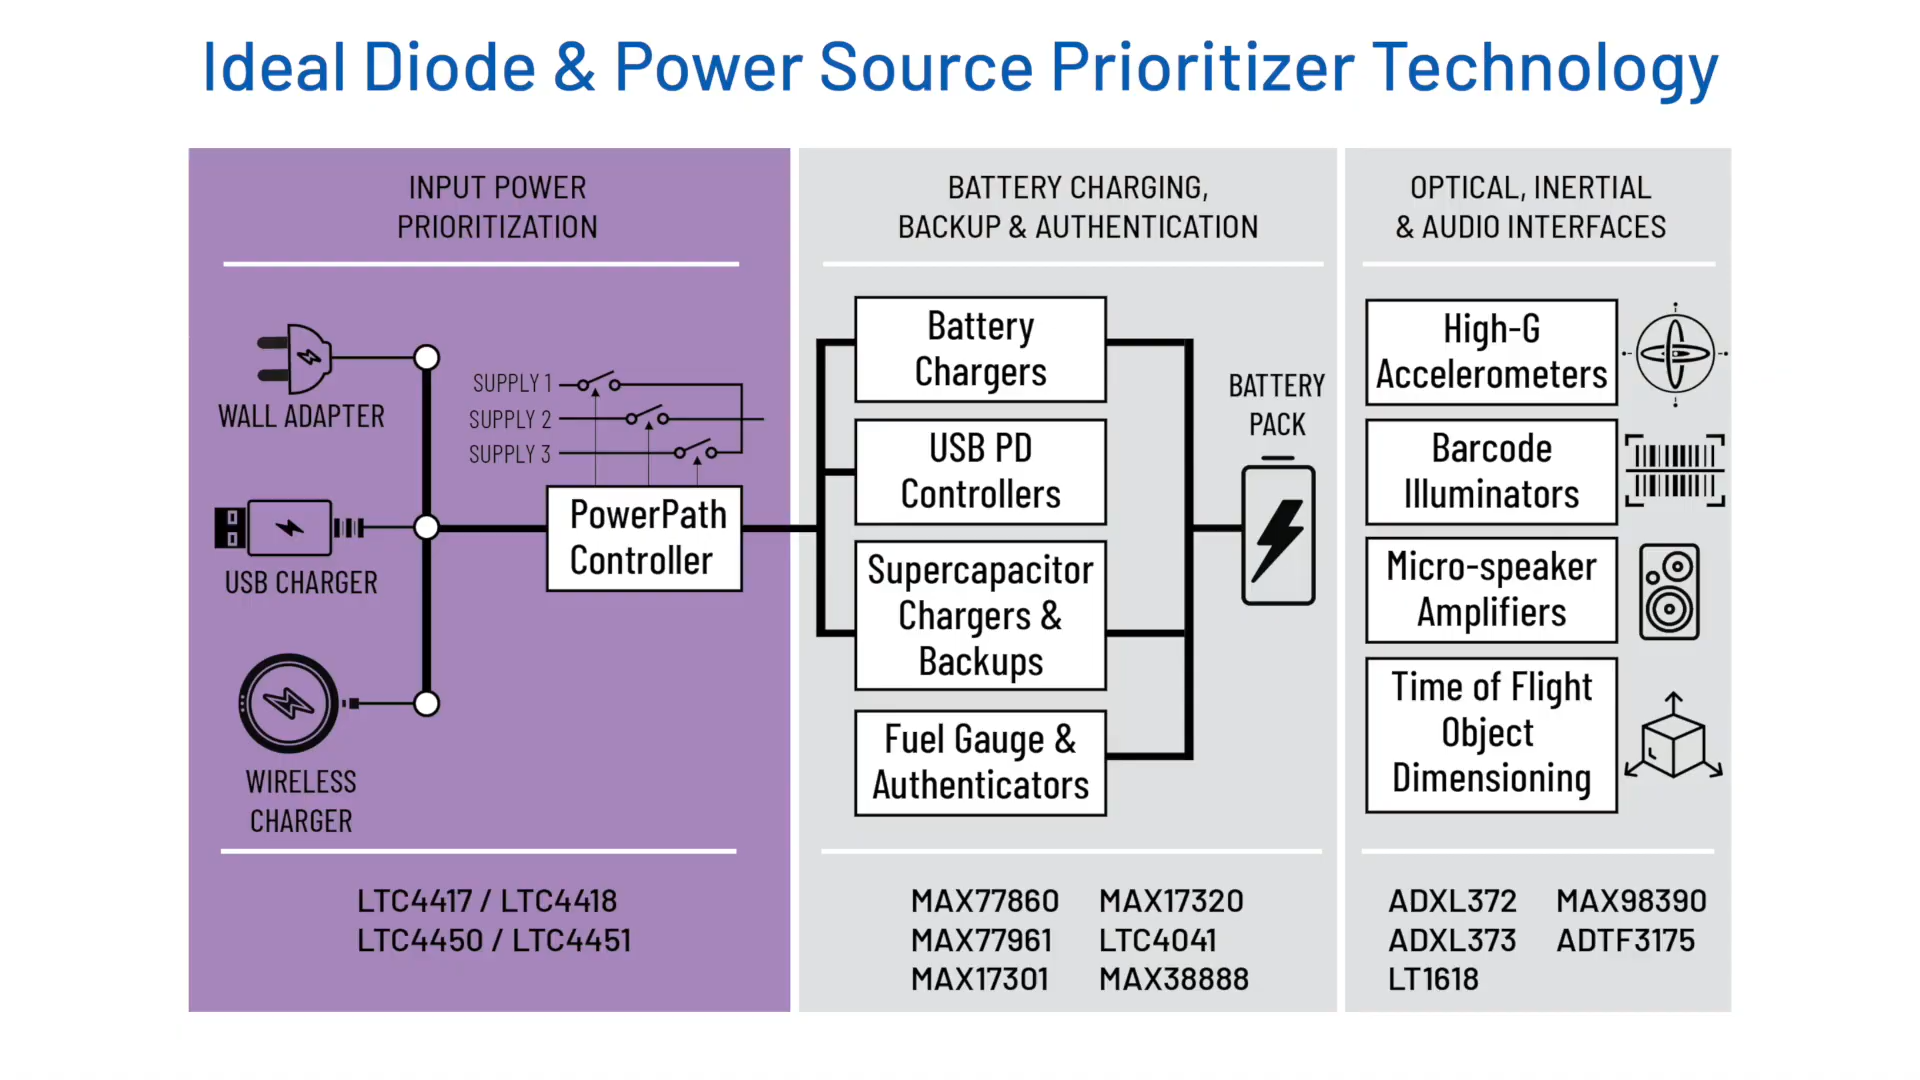 Ideal Diode & Power Source Prioritizer Technology
INPUT POWER
PRIORITIZATION
WALL ADAPTER
USB CHARGER
WIRELESS
CHARGER
SUPPLY 1
SUPPLY 2
SUPPLY 3
PowerPath
Controller
LTC4417 / LTC4418
LTC4450 / LTC4451
BATTERY CHARGING,
BACKUP & AUTHENTICATION
Battery
Chargers
USB PD
Controllers
Supercapacitor
Chargers &
Backups
Fuel Gauge &
Authenticators
BATTERY
PACK
MAX77860 MAX17320
MAX77961 LTC4041
MAX17301 MAX38888
OPTICAL, INERTIAL
& AUDIO INTERFACES
High-G
Accelerometers
Barcode
Illuminators
Micro-speaker
Amplifiers
Time of Flight
Object
Dimensioning
ADXL372 MAX98390
ADXL373 ADTF3175
LT1618